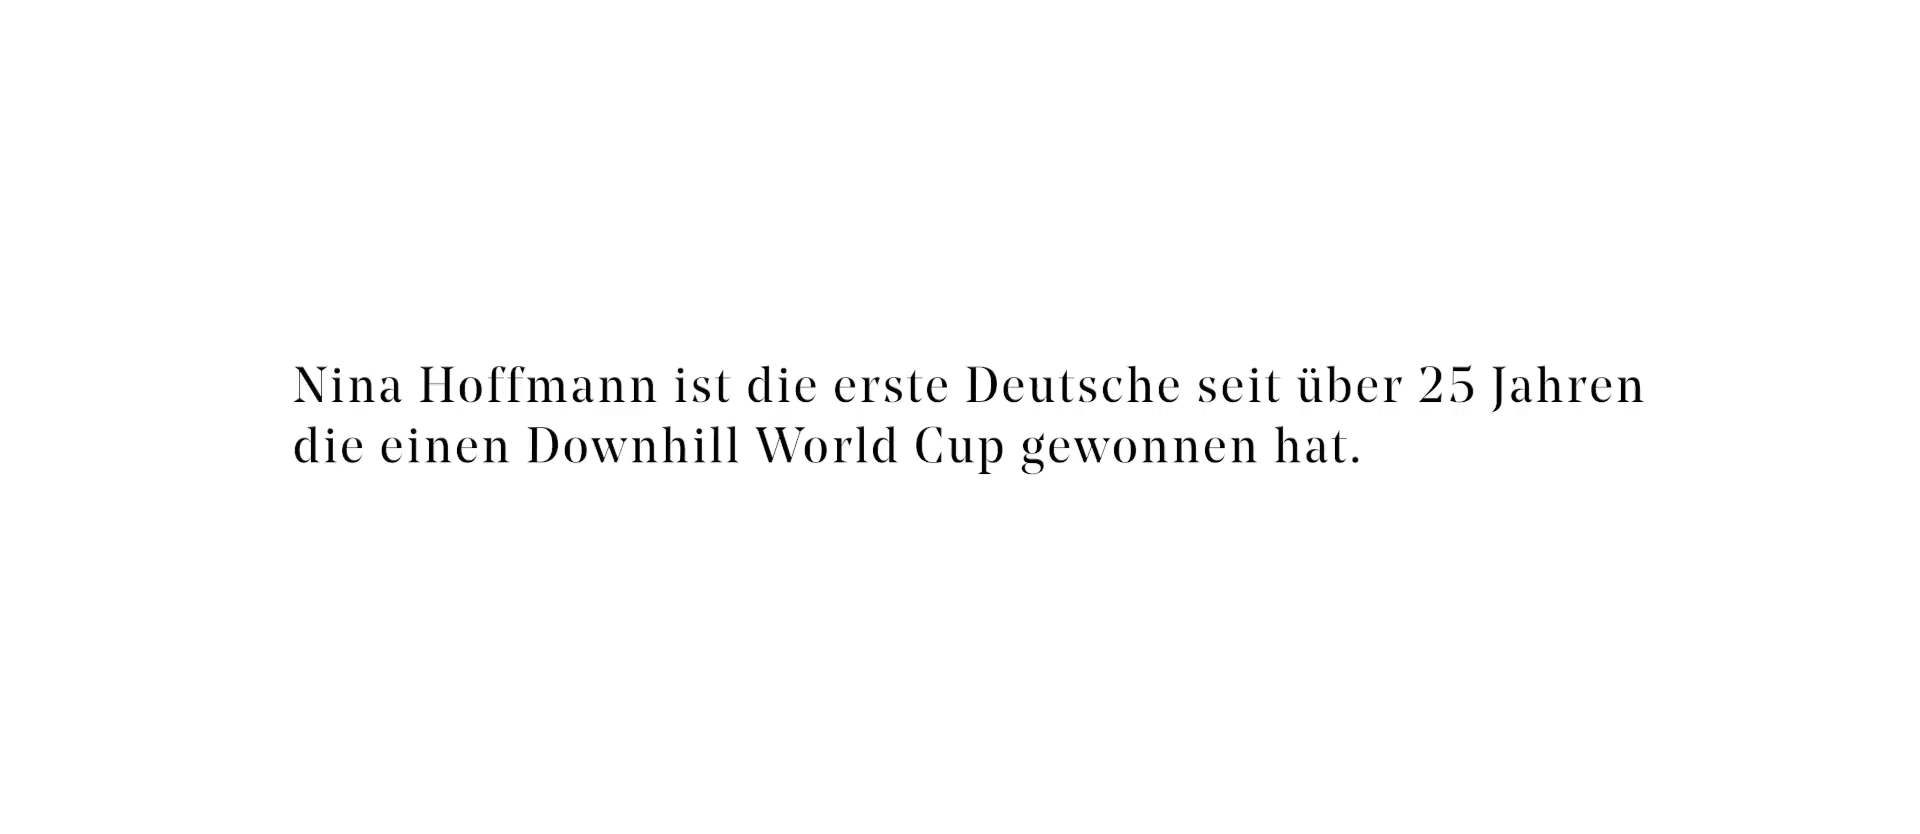 Nina Hoffmann ist die erste Deutsche seit über 25 Jahren
die einen Downhill World Cup gewonnen hat.